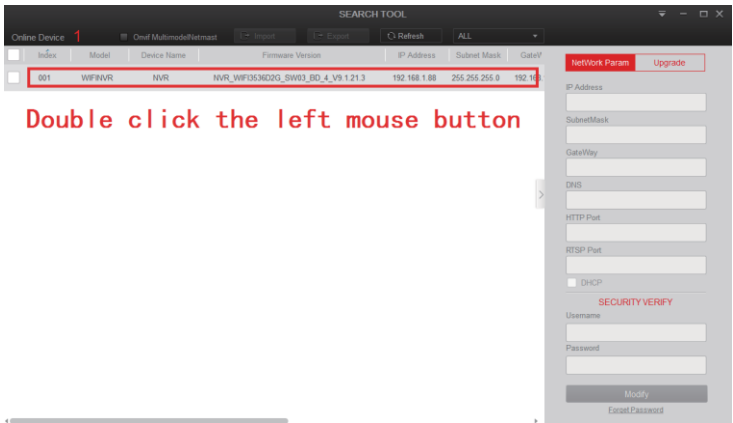 SEARCH TOOL
Online Device 1 Onvif MultimodelNetmast Import Export Refresh ALL
Index Model Device Name Firmware Version IP Address Subnet Mask GateW
001 WIFINVR NVR NVR_WIFI3536D2G_SW03_BD_4_V9.1.21.3 192.168.1.88 255.255.255.0 192.168.
Double click the left mouse button
NetWork Param Upgrade
IP Address
SubnetMask
GateWay
DNS
HTTP Port
RTSP Port
DHCP
SECURITY VERIFY
Username
Password
Modify
Forget Password